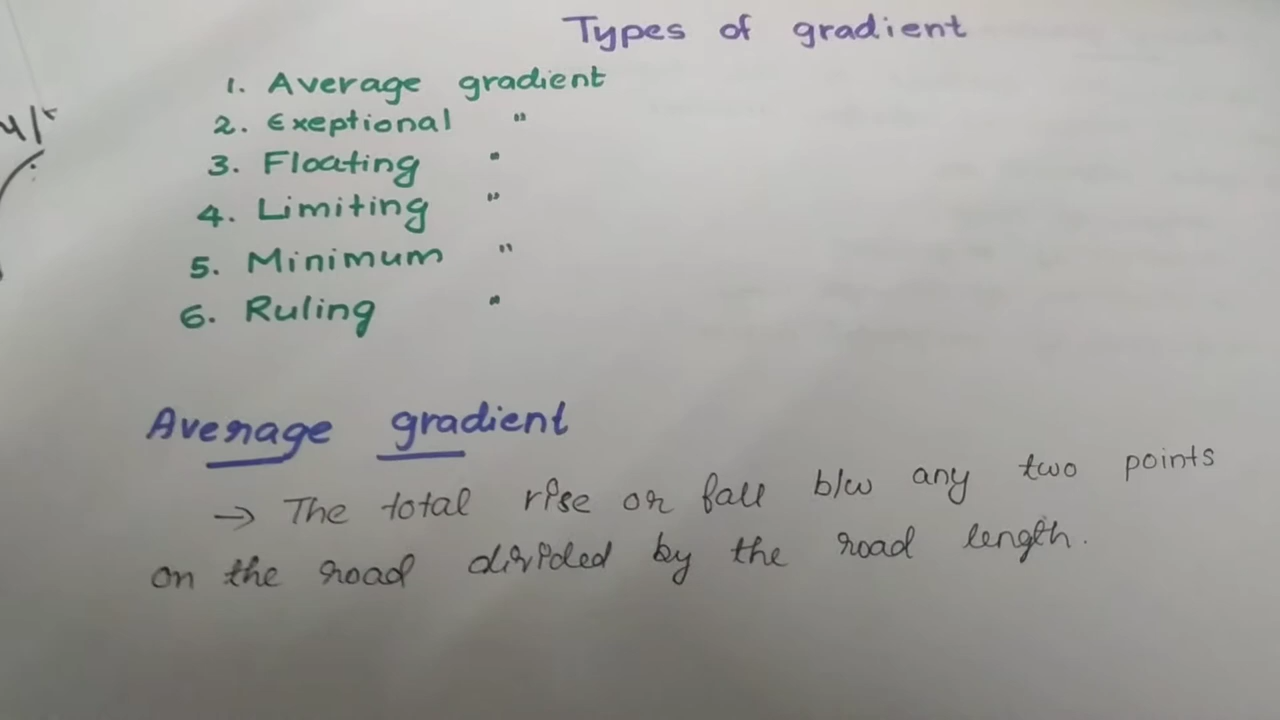 Types of gradient
1. Average gradient
2. Exeptional "
3. Floating "
4. Limiting "
5. Minimum "
6. Ruling "
Average gradient
→ The total rise or fall b/w any two points
on the road divided by the road length.